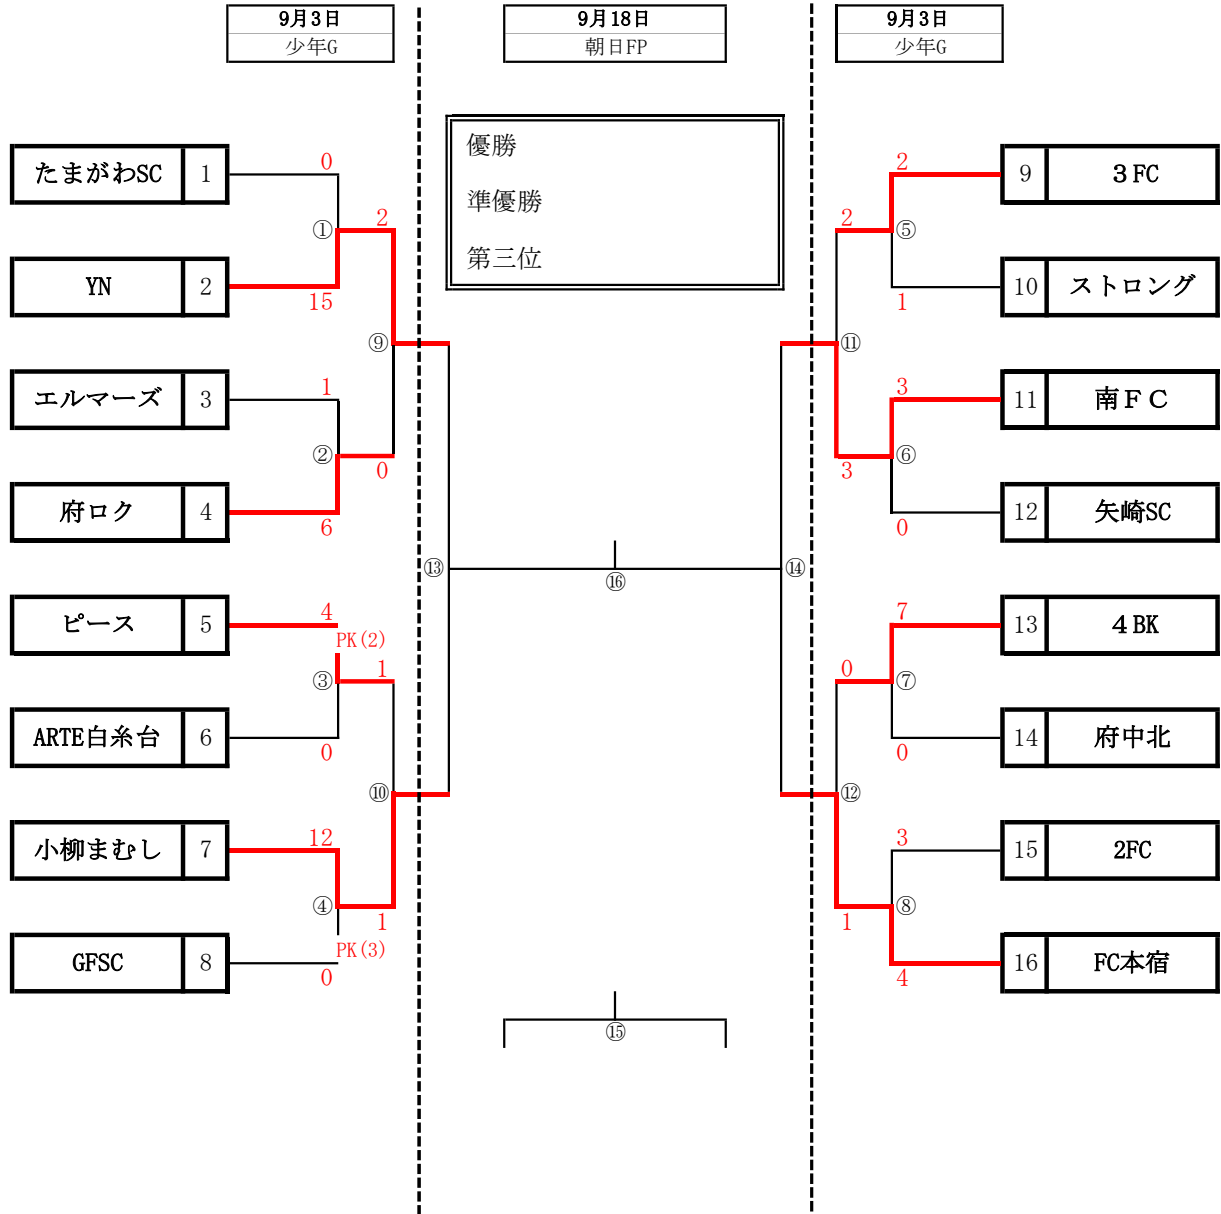 9月3日
少年G
9月18日
朝日FP
9月3日
少年G
優勝
準優勝
第三位
たまがわSC 1
0
①
2
YN 2
15
⑨
エルマーズ 3
1
②
0
府ロク 4
6
⑬
ピース 5
4
PK(2)
③
1
ARTE白糸台 6
0
⑩
小柳まむし 7
12
④
1
PK(3)
GFSC 8
0
⑯
⑮
2
9 3FC
2
⑤
1
10 ストロング
⑪
3
11 南FC
⑥
3
0
12 矢崎SC
⑭
7
13 4BK
0
⑦
0
14 府中北
⑫
3
15 2FC
⑧
1
4
16 FC本宿